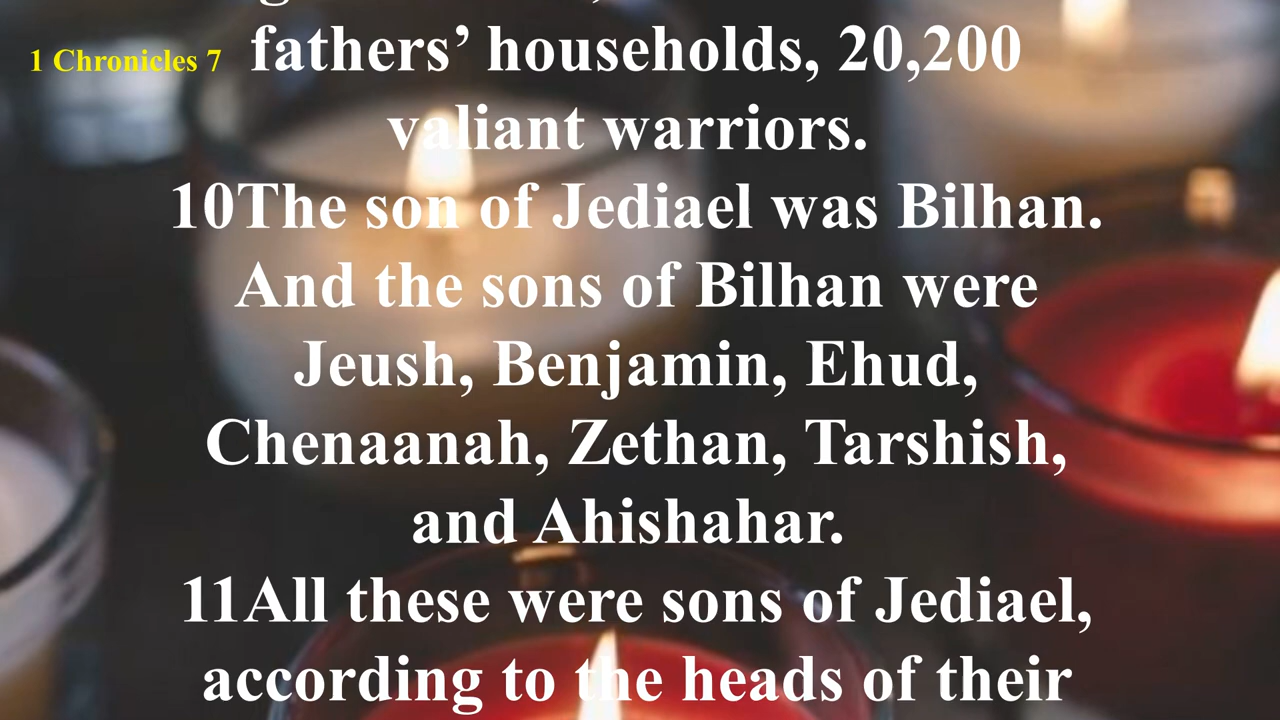 1 Chronicles 7
fathers’ households, 20,200
valiant warriors.
10The son of Jediael was Bilhan.
And the sons of Bilhan were
Jeush, Benjamin, Ehud,
Chenaanah, Zethan, Tarshish,
and Ahishahar.
11All these were sons of Jediael,
according to the heads of their